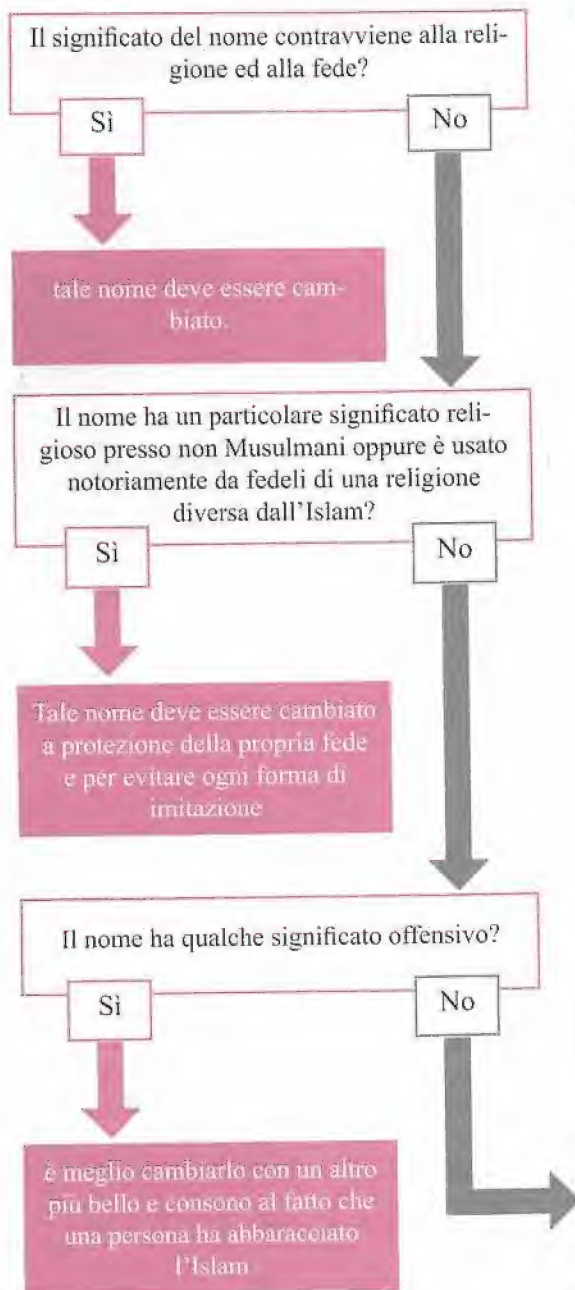 Il significato del nome contravviene alla reli-
gione ed alla fede?
Sì
No
tale nome deve essere cam-
biato.
Il nome ha un particolare significato reli-
gioso presso non Musulmani oppure è usato
notoriamente da fedeli di una religione
diversa dall'Islam?
Sì
No
Tale nome deve essere cambiato
a protezione della propria fede
e per evitare ogni forma di
imitazione
Il nome ha qualche significato offensivo?
Sì
No
è meglio cambiarlo con un altro
più bello e consono al fatto che
una persona ha abbaracciato
l'Islam